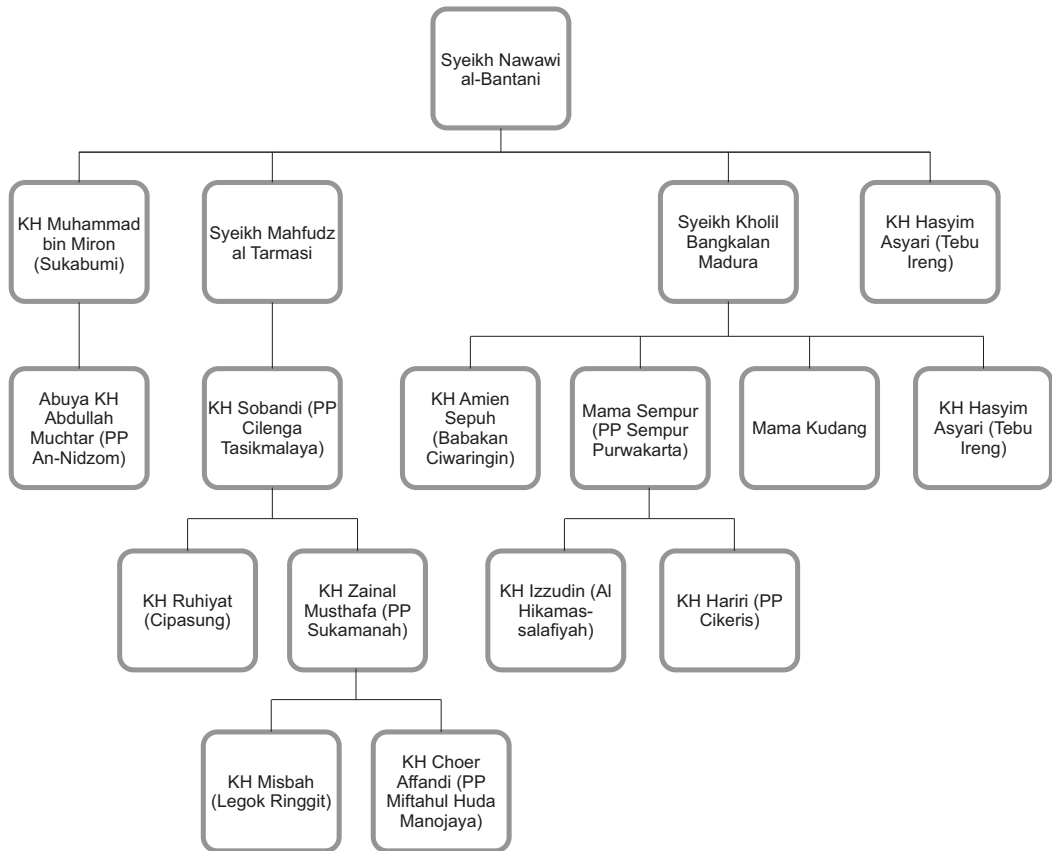 Syeikh Nawawi
al-Bantani
KH Muhammad
bin Miron
(Sukabumi)
Syeikh Mahfudz
al Tarmasi
Syeikh Kholil
Bangkalan
Madura
KH Hasyim
Asyari (Tebu
Ireng)
Abuya KH
Abdullah
Muchtar (PP
An-Nidzom)
KH Sobandi (PP
Cilenga
Tasikmalaya)
KH Amien
Sepuh
(Babakan
Ciwaringin)
Mama Sempur
(PP Sempur
Purwakarta)
Mama Kudang
KH Hasyim
Asyari (Tebu
Ireng)
KH Ruhiyat
(Cipasung)
KH Zainal
Musthafa (PP
Sukamanah)
KH Izzudin (Al
Hikamas-
salafiyah)
KH Hariri (PP
Cikeris)
KH Misbah
(Legok Ringgit)
KH Choer
Affandi (PP
Miftahul Huda
Manojaya)